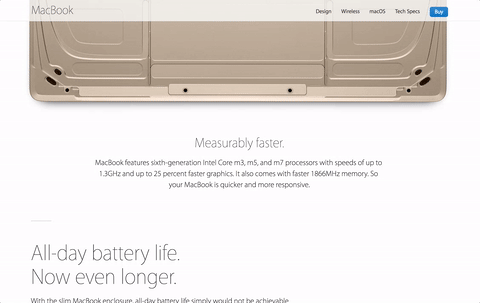 MacBook
Design Wireless macOS Tech Specs Buy
Measurably faster.
MacBook features sixth-generation Intel Core m3, m5, and m7 processors with speeds of up to
1.3GHz and up to 25 percent faster graphics. It also comes with faster 1866MHz memory. So
your MacBook is quicker and more responsive.
All-day battery life.
Now even longer.
With the slim MacBook enclosure, all-day battery life simply would not be achievable